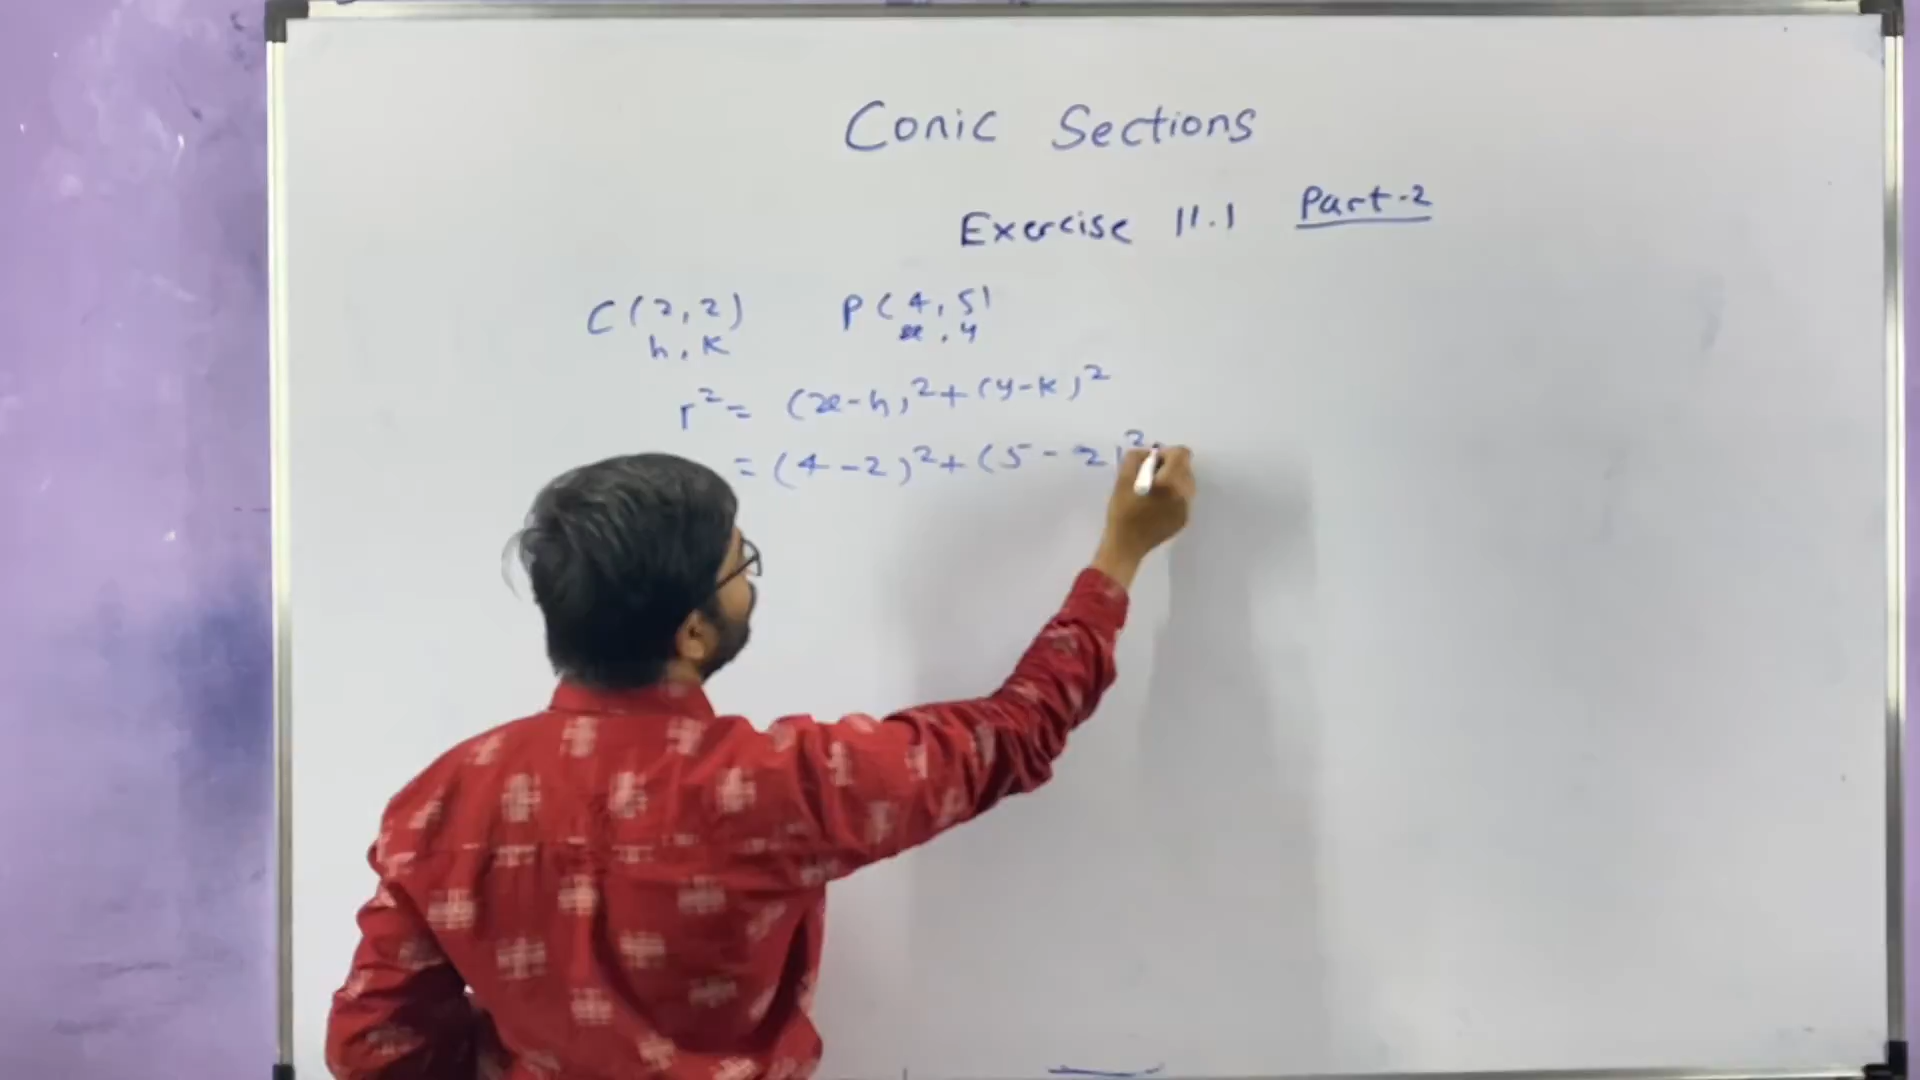 Conic Sections
Exercise 11.1 Part-2
C(2,2) P(4,5)
h,k x,y
r²= (x-h)²+(y-k)²
=(4-2)²+(5-2)²